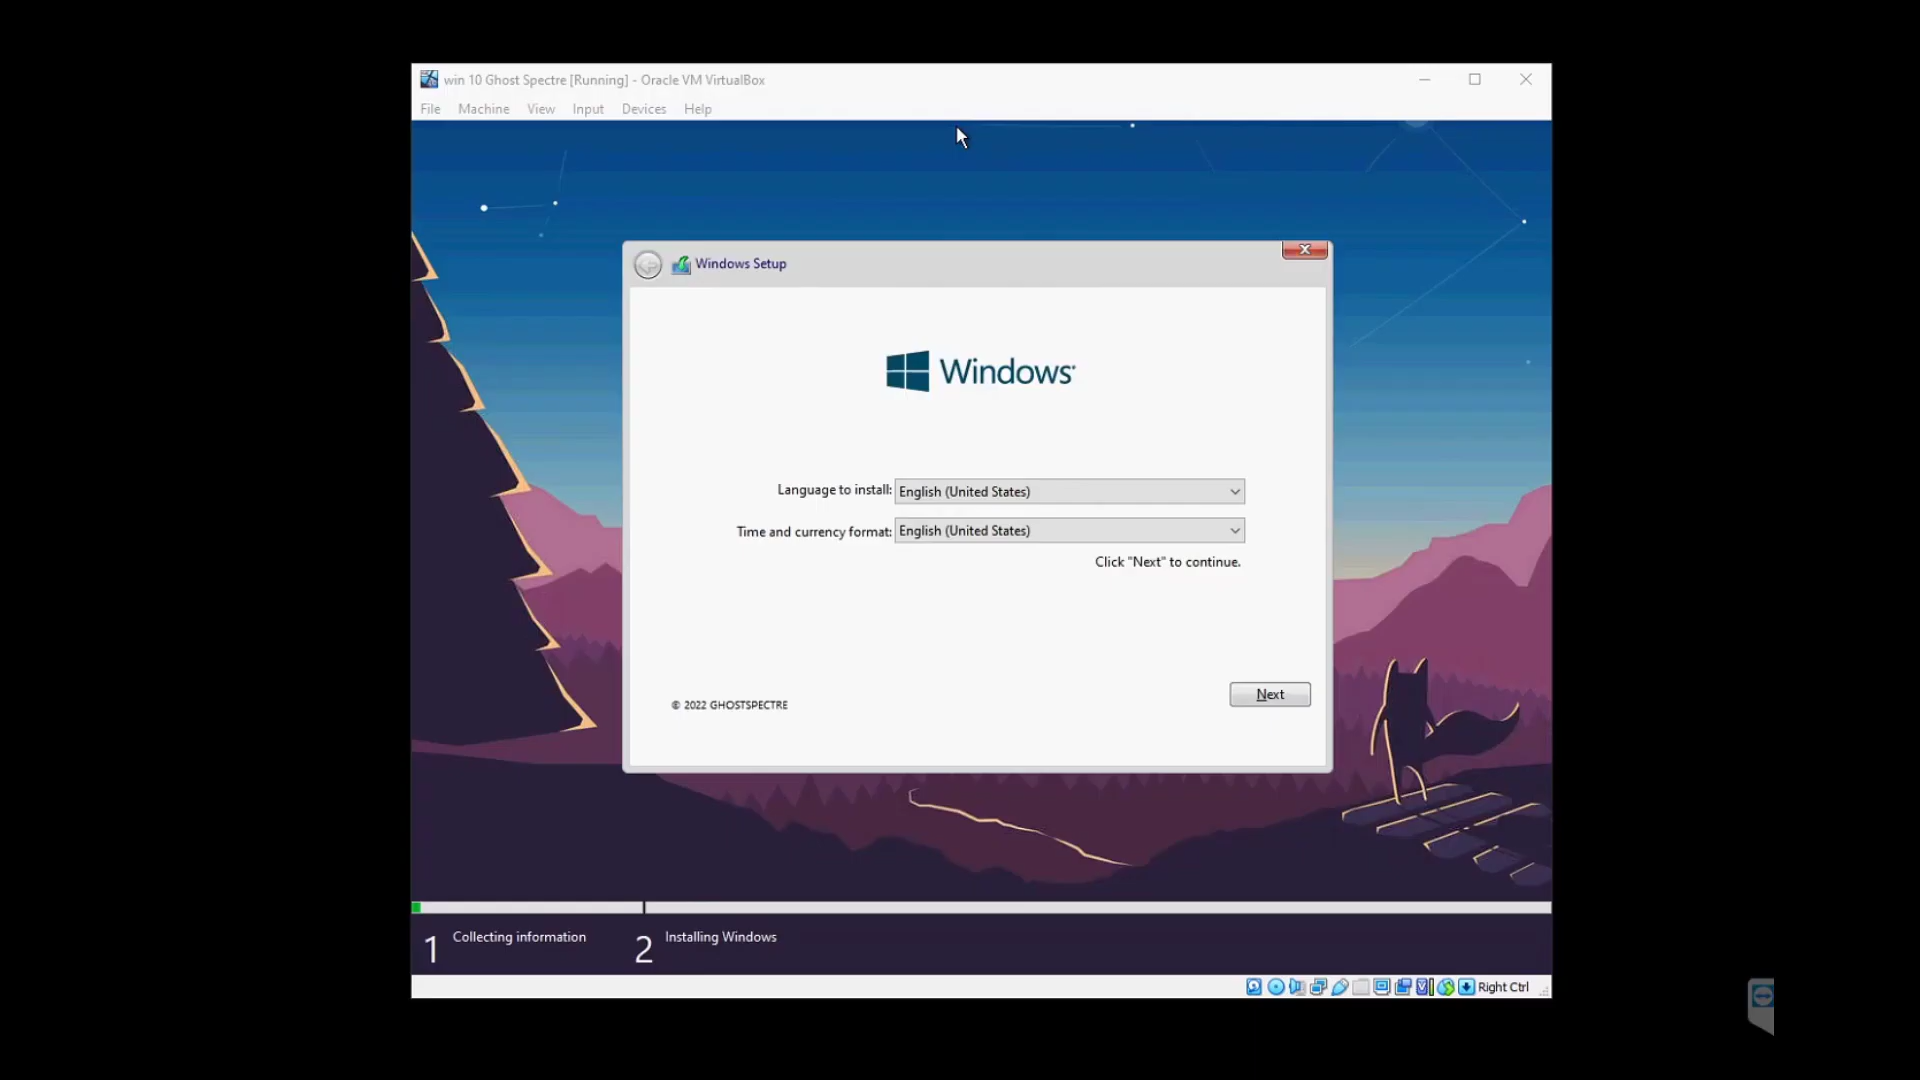 win 10 Ghost Spectre [Running] - Oracle VM VirtualBox
File Machine View Input Devices Help
Windows Setup
Windows
Language to install: English (United States)
Time and currency format: English (United States)
Click "Next" to continue.
Next
© 2022 GHOSTSPECTRE
1 Collecting information 2 Installing Windows
Right Ctrl